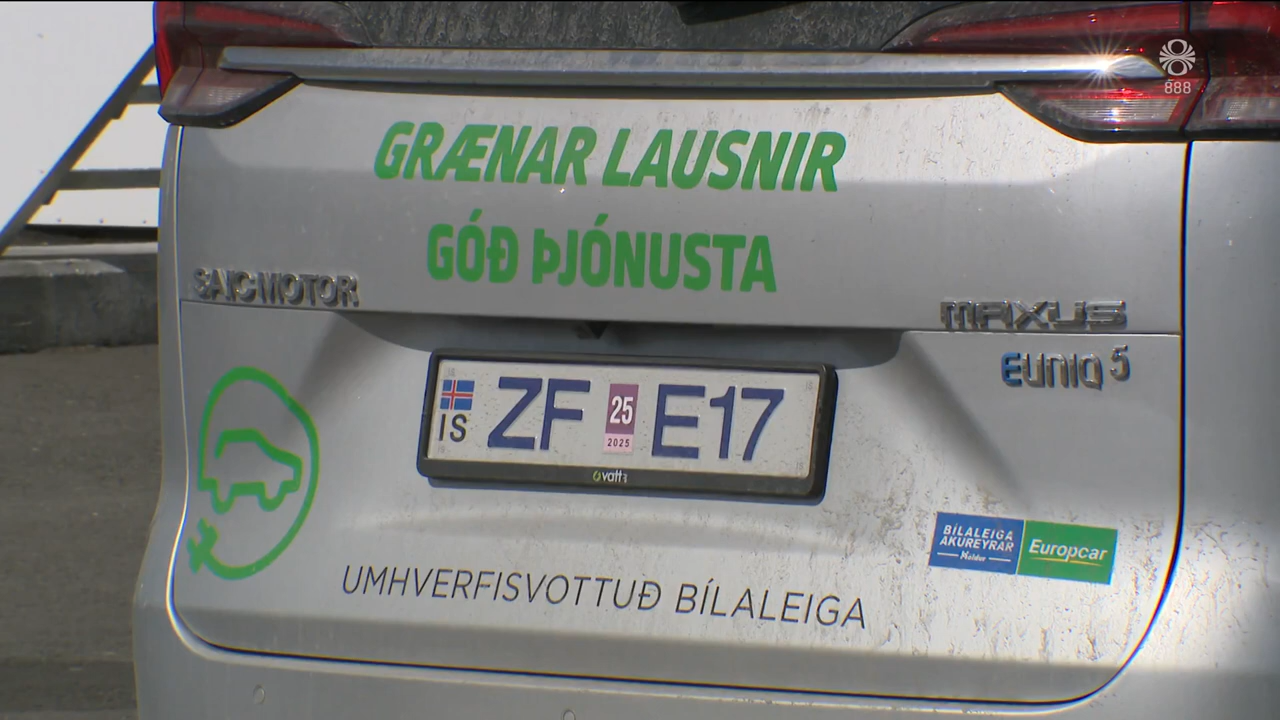 888
GRÆNAR LAUSNIR
GÓÐ ÞJÓNUSTA
SAIC MOTOR
MAXUS
EUNIQ 5
IS ZF 25 E17
2025
vatt
BÍLALEIGA
AKUREYRAR
Höldur
Europcar
UMHVERFISVOTTUÐ BÍLALEIGA